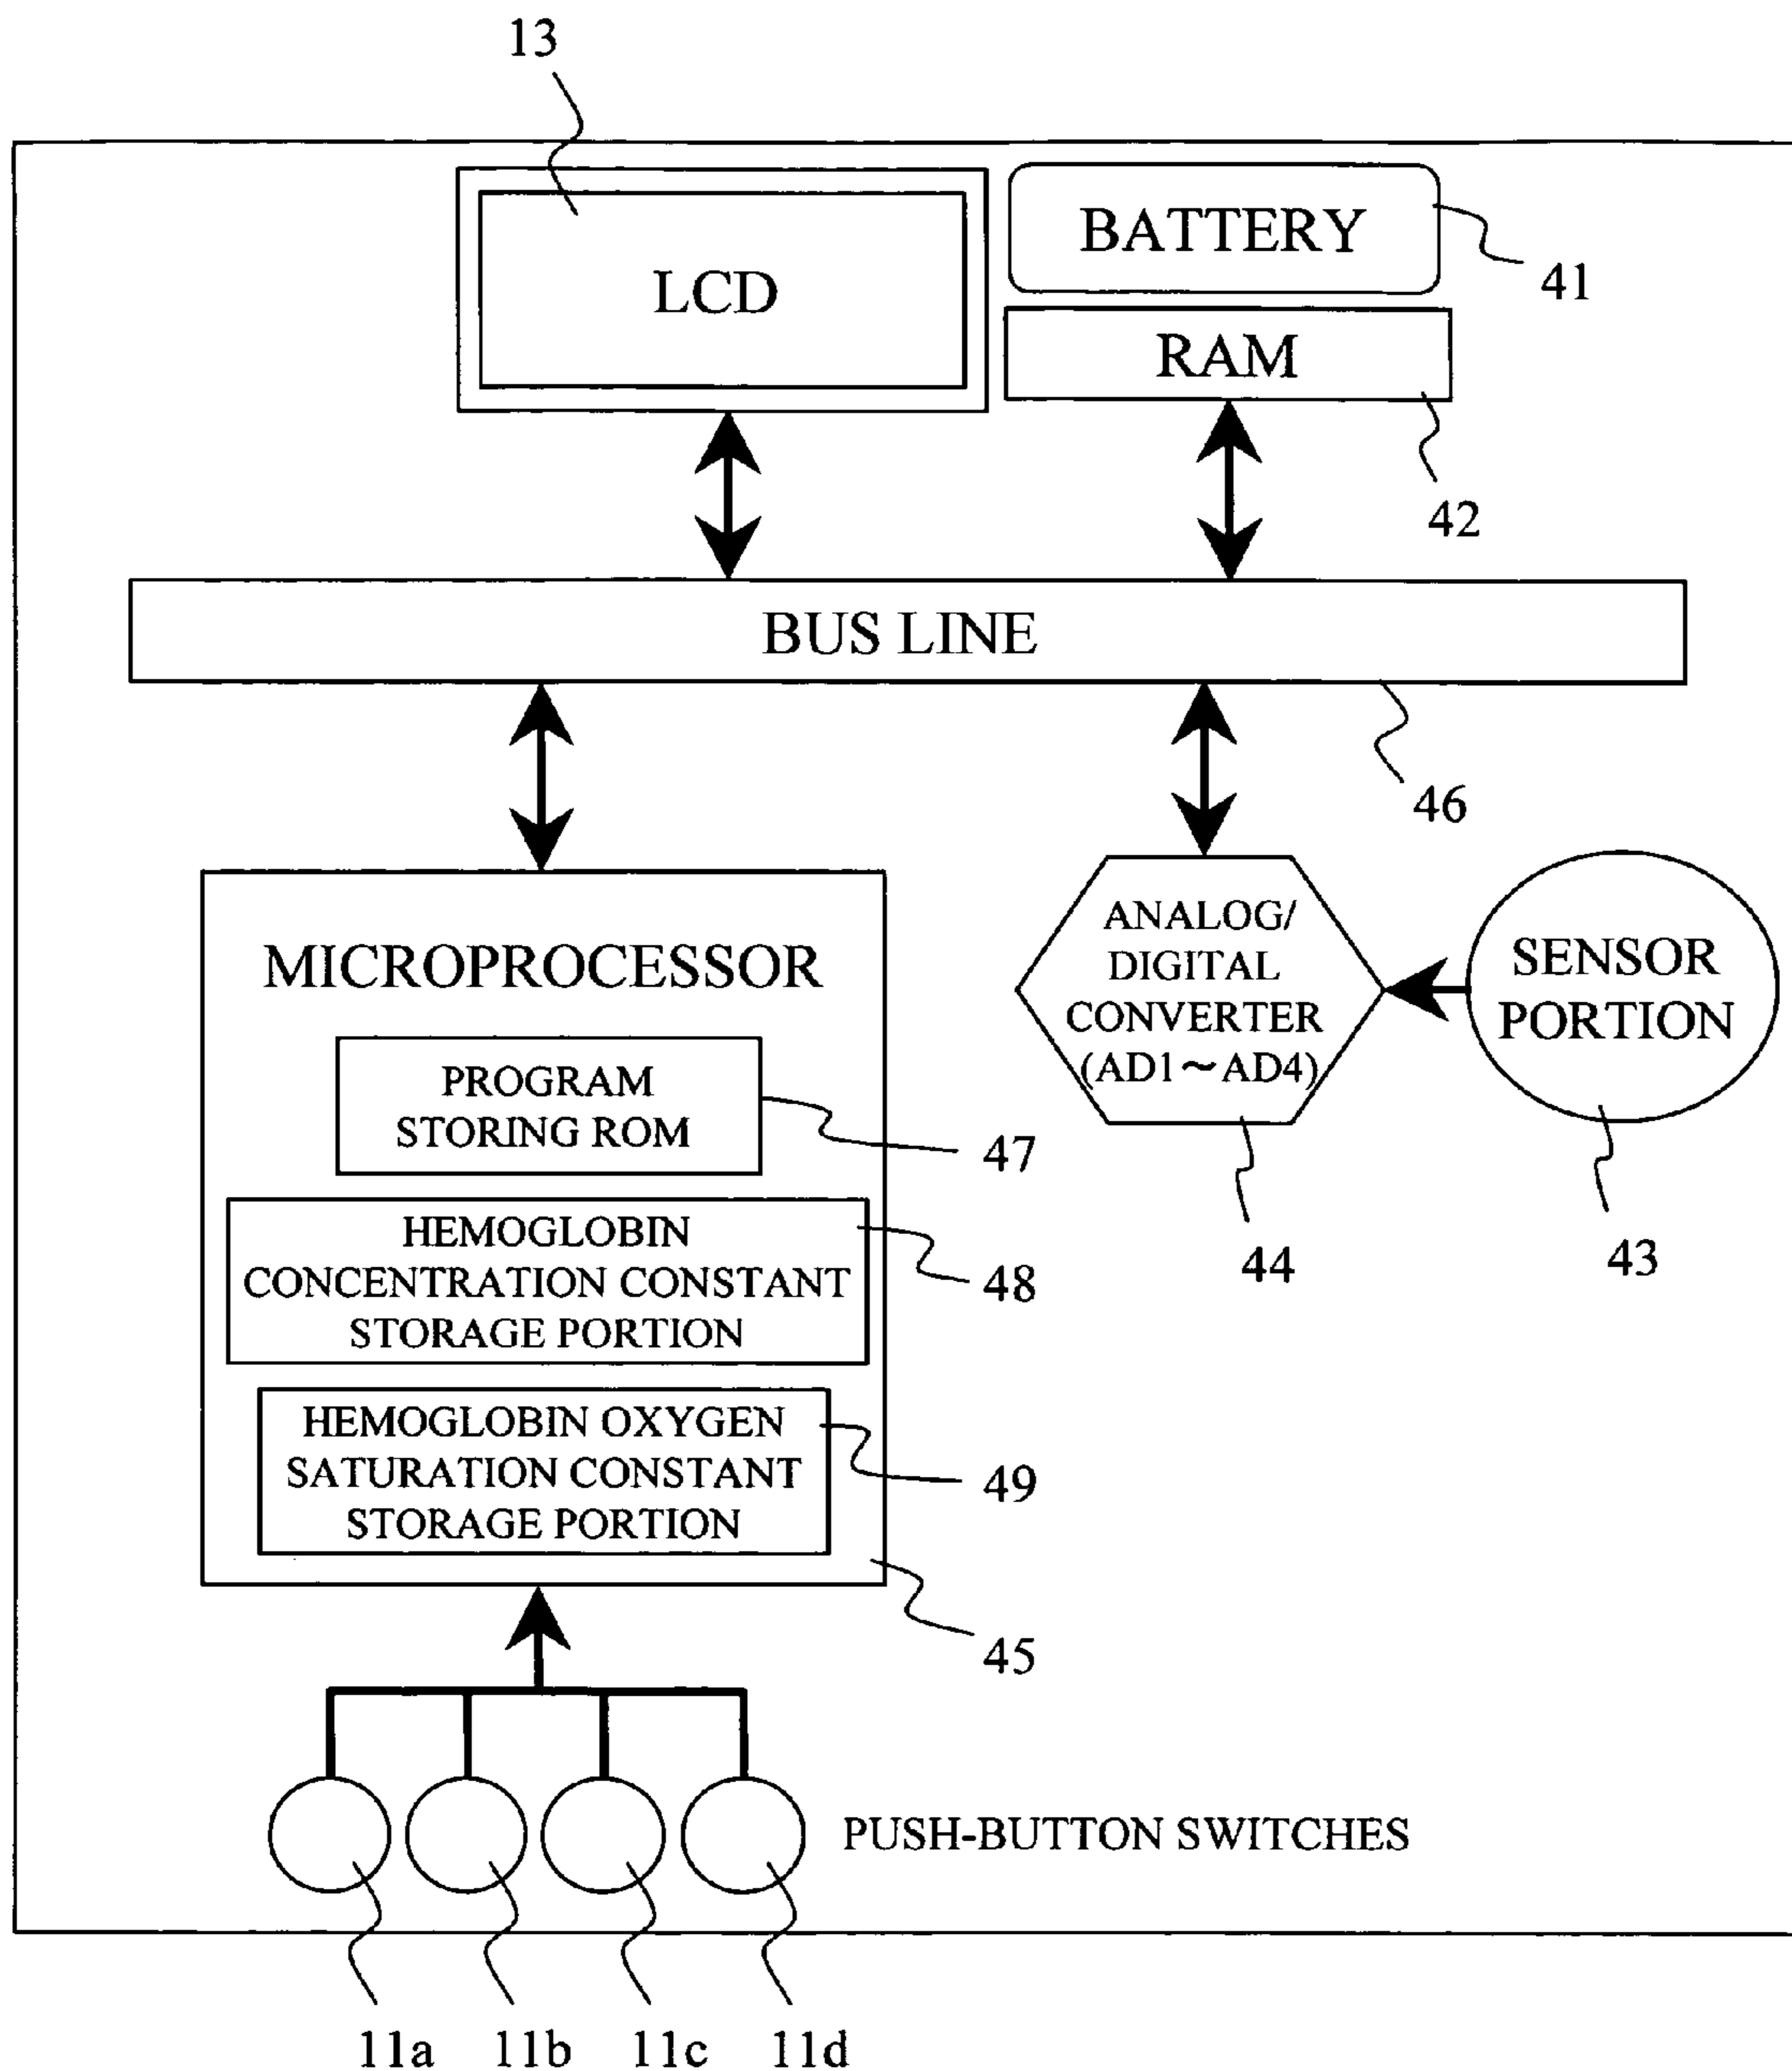 13
BATTERY
41
LCD
RAM
42
BUS LINE
46
MICROPROCESSOR
ANALOG/
DIGITAL
CONVERTER
(AD1～AD4)
SENSOR
PORTION
PROGRAM
STORING ROM
47
44
43
HEMOGLOBIN
CONCENTRATION CONSTANT
STORAGE PORTION
48
HEMOGLOBIN OXYGEN
SATURATION CONSTANT
STORAGE PORTION
49
45
PUSH-BUTTON SWITCHES
11a 11b 11c 11d